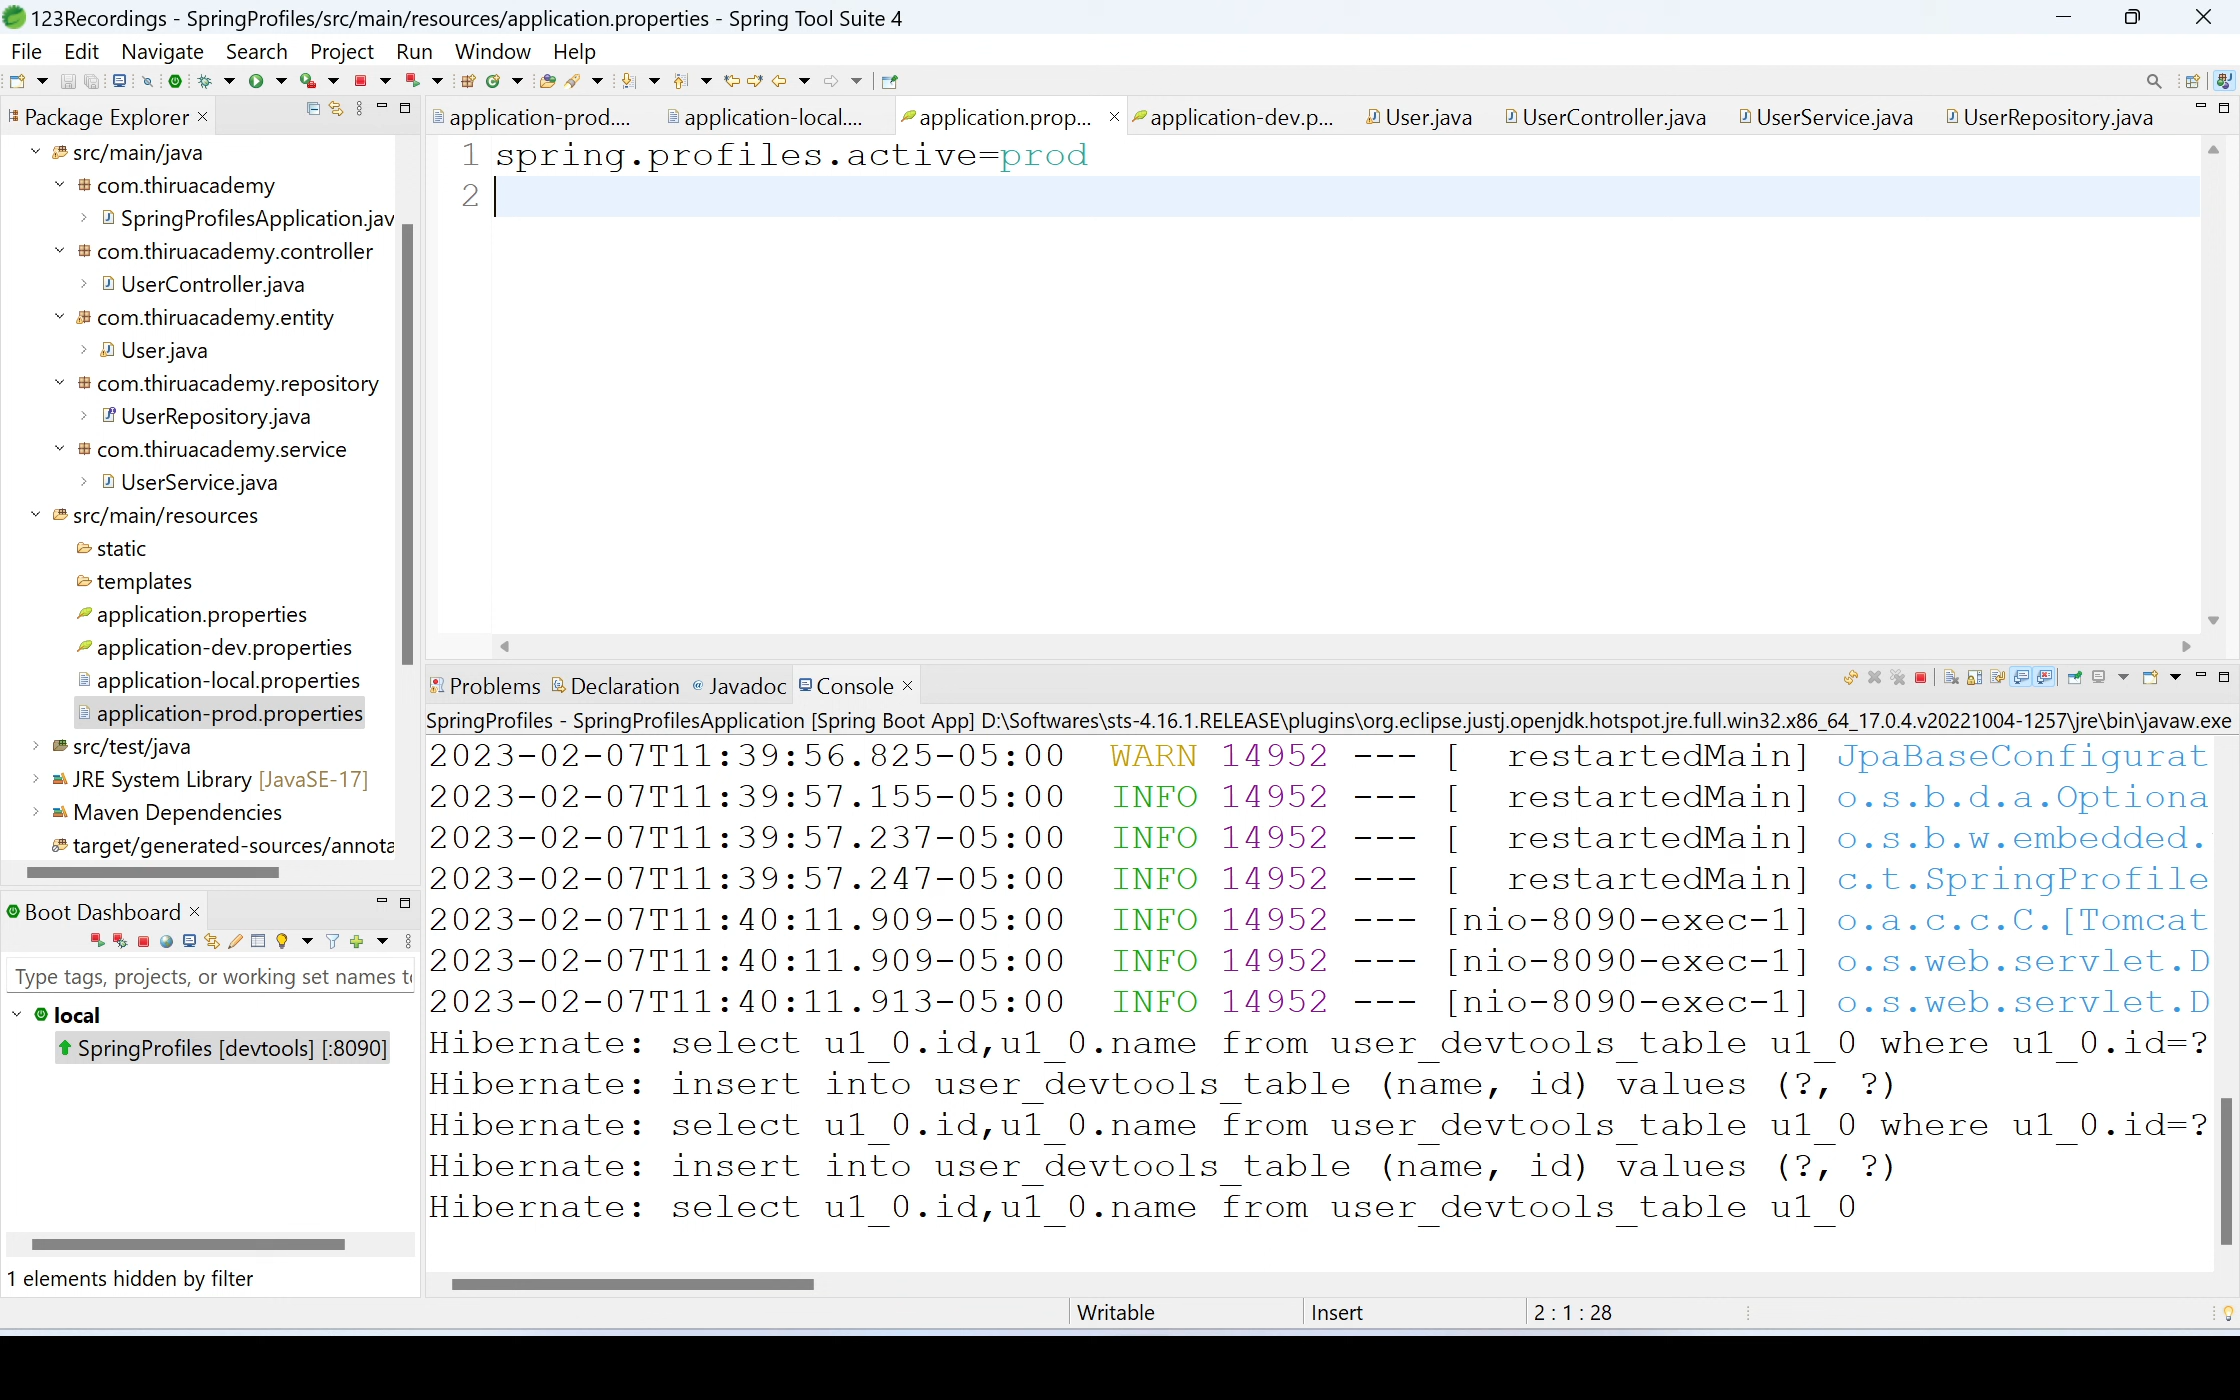 123Recordings - SpringProfiles/src/main/resources/application.properties - Spring Tool Suite 4
File Edit Navigate Search Project Run Window Help
Package Explorer
src/main/java
com.thiruacademy
SpringProfilesApplication.jav
com.thiruacademy.controller
UserController.java
com.thiruacademy.entity
User.java
com.thiruacademy.repository
UserRepository.java
com.thiruacademy.service
UserService.java
src/main/resources
static
templates
application.properties
application-dev.properties
application-local.properties
application-prod.properties
src/test/java
JRE System Library [JavaSE-17]
Maven Dependencies
target/generated-sources/annota
Boot Dashboard
Type tags, projects, or working set names to
local
SpringProfiles [devtools] [:8090]
1 elements hidden by filter
application-prod.... application-local.... application.prop... application-dev.p... User.java UserController.java UserService.java UserRepository.java
1 spring.profiles.active=prod
2
Problems Declaration Javadoc Console
SpringProfiles - SpringProfilesApplication [Spring Boot App] D:\Softwares\sts-4.16.1.RELEASE\plugins\org.eclipse.justj.openjdk.hotspot.jre.full.win32.x86_64_17.0.4.v20221004-1257\jre\bin\javaw.exe
2023-02-07T11:39:56.825-05:00 WARN 14952 --- [ restartedMain] JpaBaseConfigurat
2023-02-07T11:39:57.155-05:00 INFO 14952 --- [ restartedMain] o.s.b.d.a.Optiona
2023-02-07T11:39:57.237-05:00 INFO 14952 --- [ restartedMain] o.s.b.w.embedded.
2023-02-07T11:39:57.247-05:00 INFO 14952 --- [ restartedMain] c.t.SpringProfile
2023-02-07T11:40:11.909-05:00 INFO 14952 --- [nio-8090-exec-1] o.a.c.c.C.[Tomcat
2023-02-07T11:40:11.909-05:00 INFO 14952 --- [nio-8090-exec-1] o.s.web.servlet.D
2023-02-07T11:40:11.913-05:00 INFO 14952 --- [nio-8090-exec-1] o.s.web.servlet.D
Hibernate: select u1_0.id,u1_0.name from user_devtools_table u1_0 where u1_0.id=?
Hibernate: insert into user_devtools_table (name, id) values (?, ?)
Hibernate: select u1_0.id,u1_0.name from user_devtools_table u1_0 where u1_0.id=?
Hibernate: insert into user_devtools_table (name, id) values (?, ?)
Hibernate: select u1_0.id,u1_0.name from user_devtools_table u1_0
Writable Insert 2 : 1 : 28